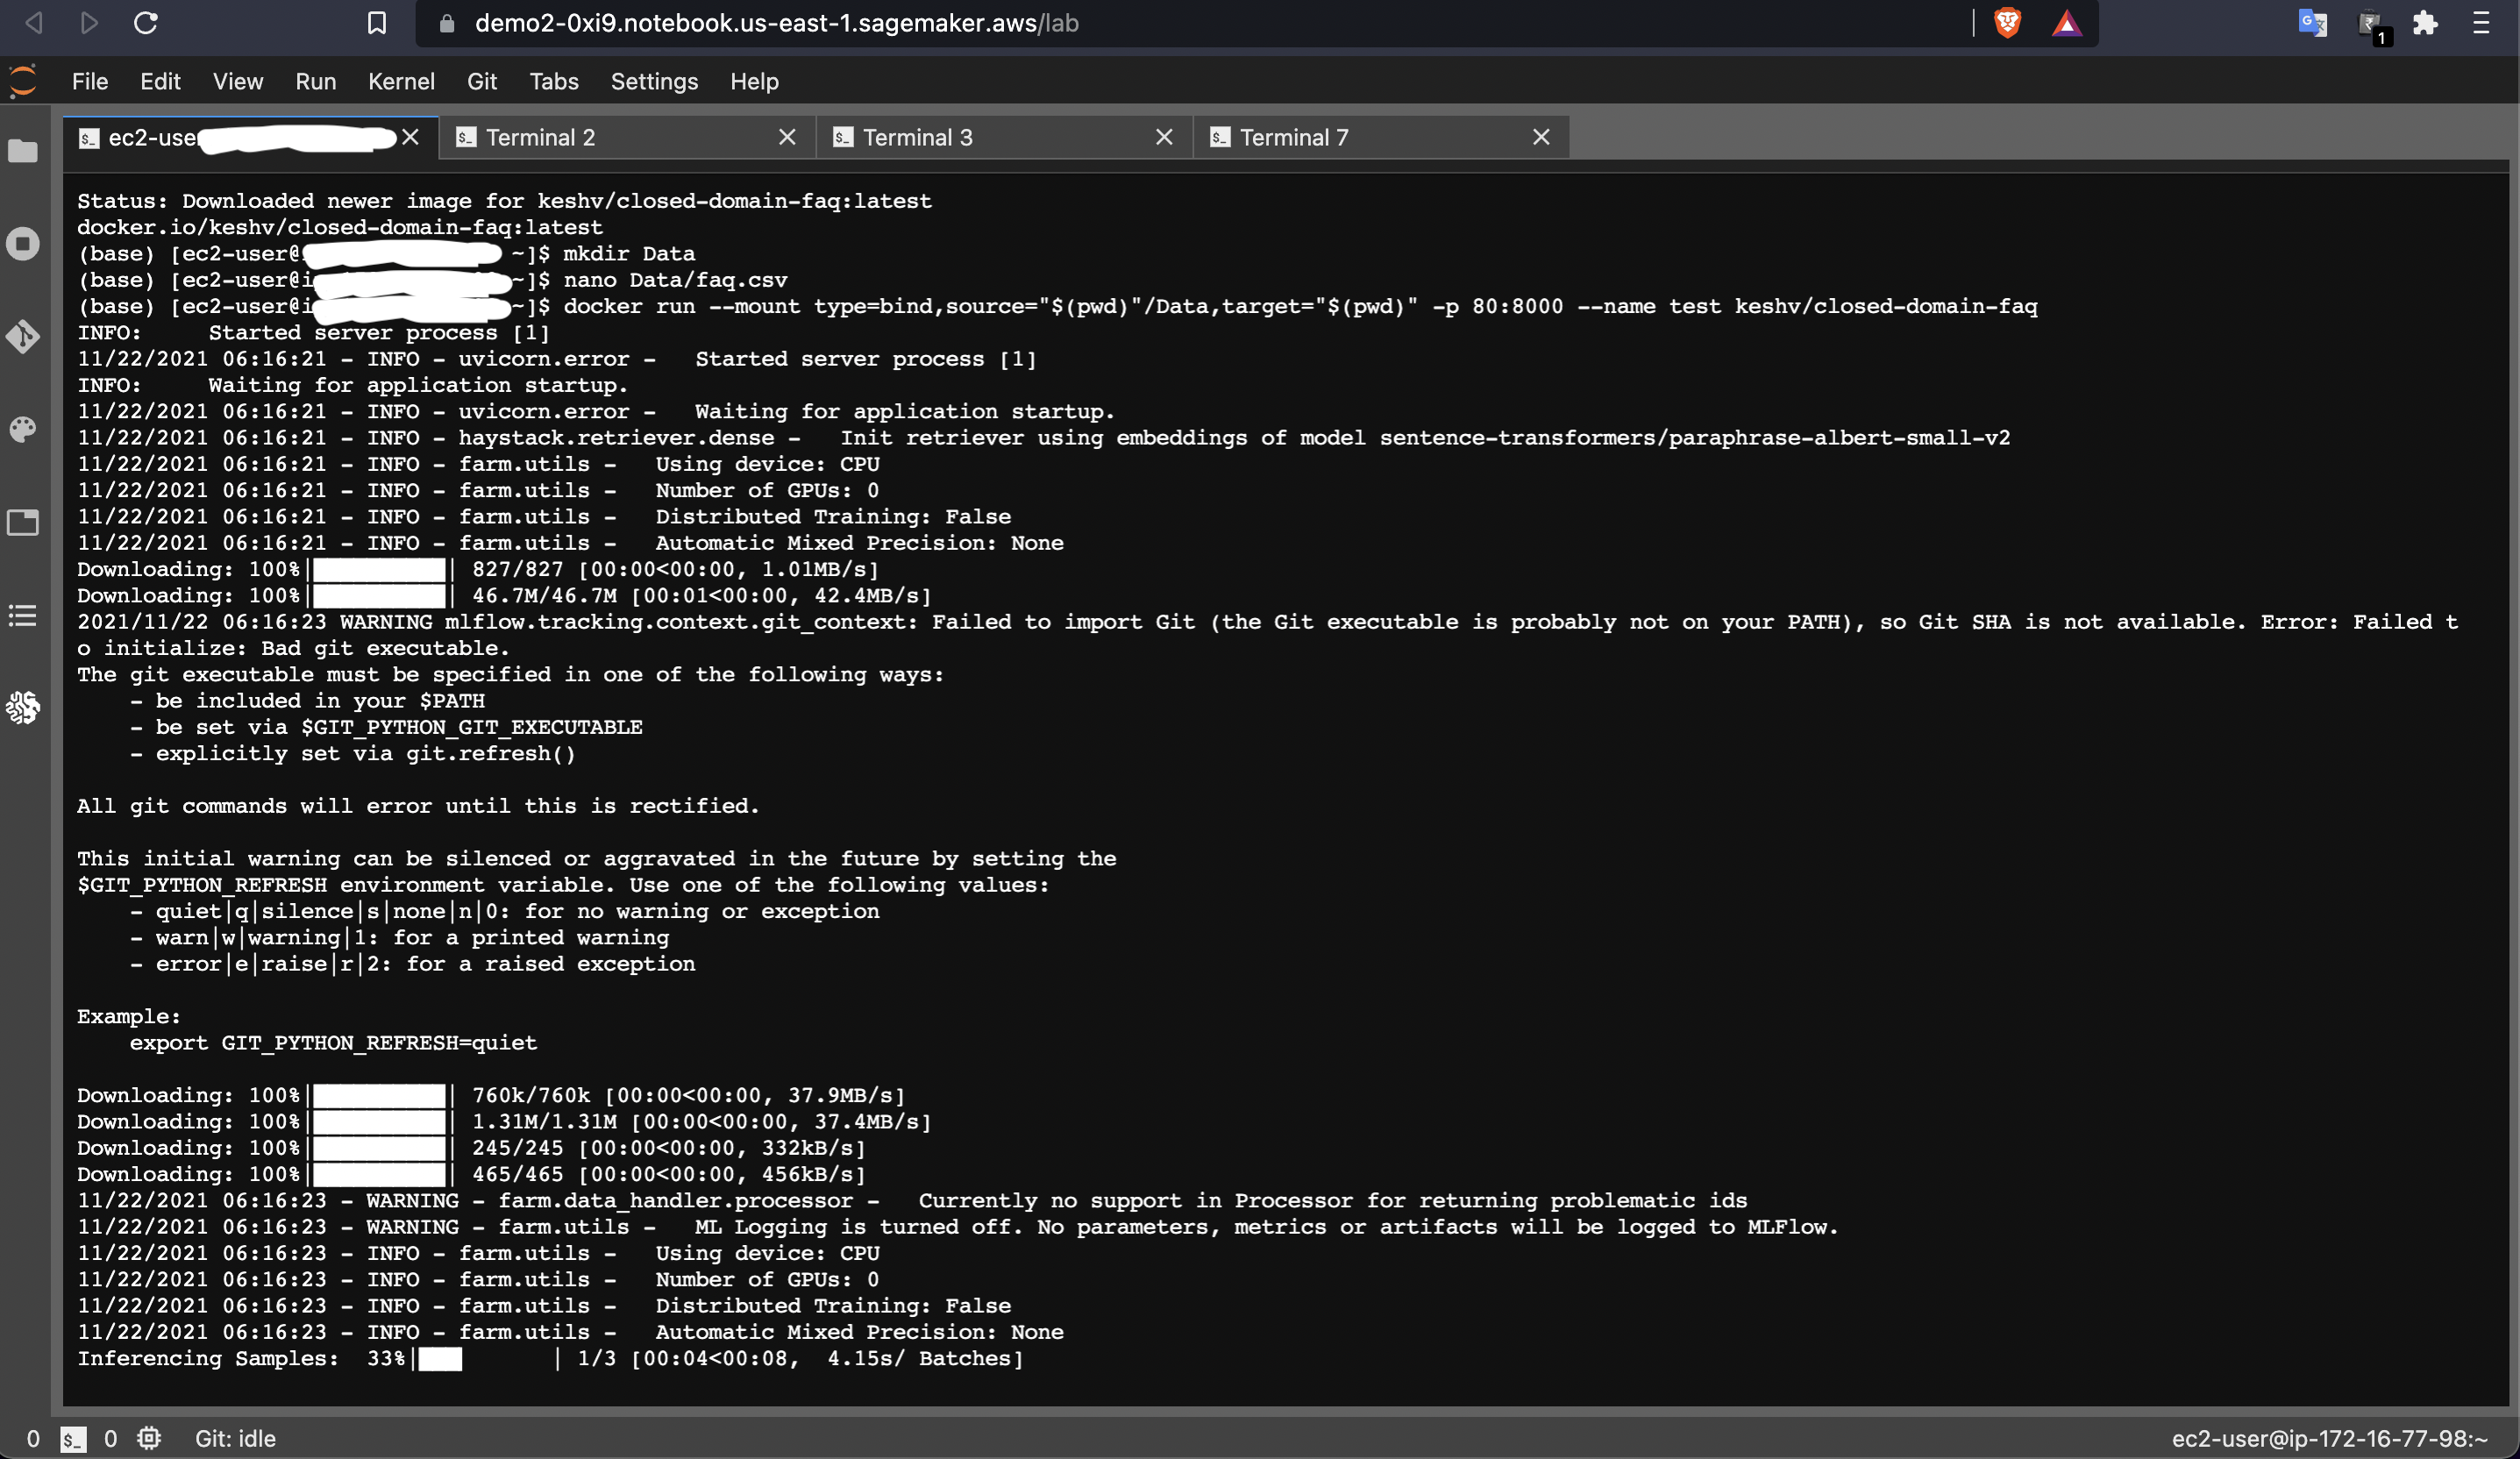 demo2-0xi9.notebook.us-east-1.sagemaker.aws/lab
1
File Edit View Run Kernel Git Tabs Settings Help
ec2-use
Terminal 2
Terminal 3
Terminal 7
Status: Downloaded newer image for keshv/closed-domain-faq:latest
docker.io/keshv/closed-domain-faq:latest
(base) [ec2-user@ ~]$ mkdir Data
(base) [ec2-user@i ~]$ nano Data/faq.csv
(base) [ec2-user@i ~]$ docker run --mount type=bind,source="$(pwd)"/Data,target="$(pwd)" -p 80:8000 --name test keshv/closed-domain-faq
INFO:     Started server process [1]
11/22/2021 06:16:21 - INFO - uvicorn.error -   Started server process [1]
INFO:     Waiting for application startup.
11/22/2021 06:16:21 - INFO - uvicorn.error -   Waiting for application startup.
11/22/2021 06:16:21 - INFO - haystack.retriever.dense -   Init retriever using embeddings of model sentence-transformers/paraphrase-albert-small-v2
11/22/2021 06:16:21 - INFO - farm.utils -   Using device: CPU
11/22/2021 06:16:21 - INFO - farm.utils -   Number of GPUs: 0
11/22/2021 06:16:21 - INFO - farm.utils -   Distributed Training: False
11/22/2021 06:16:21 - INFO - farm.utils -   Automatic Mixed Precision: None
Downloading: 100%| | 827/827 [00:00<00:00, 1.01MB/s]
Downloading: 100%| | 46.7M/46.7M [00:01<00:00, 42.4MB/s]
2021/11/22 06:16:23 WARNING mlflow.tracking.context.git_context: Failed to import Git (the Git executable is probably not on your PATH), so Git SHA is not available. Error: Failed t
o initialize: Bad git executable.
The git executable must be specified in one of the following ways:
    - be included in your $PATH
    - be set via $GIT_PYTHON_GIT_EXECUTABLE
    - explicitly set via git.refresh()
All git commands will error until this is rectified.
This initial warning can be silenced or aggravated in the future by setting the
$GIT_PYTHON_REFRESH environment variable. Use one of the following values:
    - quiet|q|silence|s|none|n|0: for no warning or exception
    - warn|w|warning|1: for a printed warning
    - error|e|raise|r|2: for a raised exception
Example:
    export GIT_PYTHON_REFRESH=quiet
Downloading: 100%| | 760k/760k [00:00<00:00, 37.9MB/s]
Downloading: 100%| | 1.31M/1.31M [00:00<00:00, 37.4MB/s]
Downloading: 100%| | 245/245 [00:00<00:00, 332kB/s]
Downloading: 100%| | 465/465 [00:00<00:00, 456kB/s]
11/22/2021 06:16:23 - WARNING - farm.data_handler.processor -   Currently no support in Processor for returning problematic ids
11/22/2021 06:16:23 - WARNING - farm.utils -   ML Logging is turned off. No parameters, metrics or artifacts will be logged to MLFlow.
11/22/2021 06:16:23 - INFO - farm.utils -   Using device: CPU
11/22/2021 06:16:23 - INFO - farm.utils -   Number of GPUs: 0
11/22/2021 06:16:23 - INFO - farm.utils -   Distributed Training: False
11/22/2021 06:16:23 - INFO - farm.utils -   Automatic Mixed Precision: None
Inferencing Samples:  33%| | 1/3 [00:04<00:08,  4.15s/ Batches]
0 $_ 0 Git: idle ec2-user@ip-172-16-77-98:~